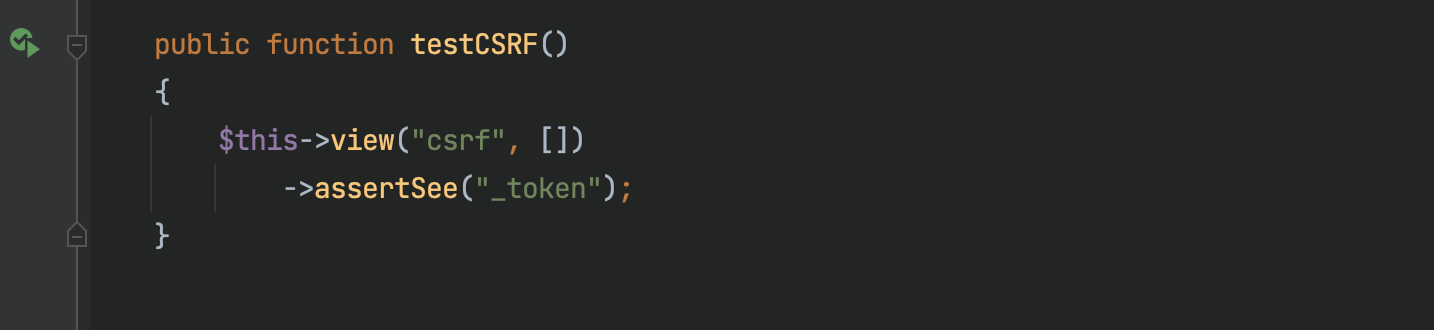 public function testCSRF()
{
$this->view("csrf", [])
->assertSee("_token");
}